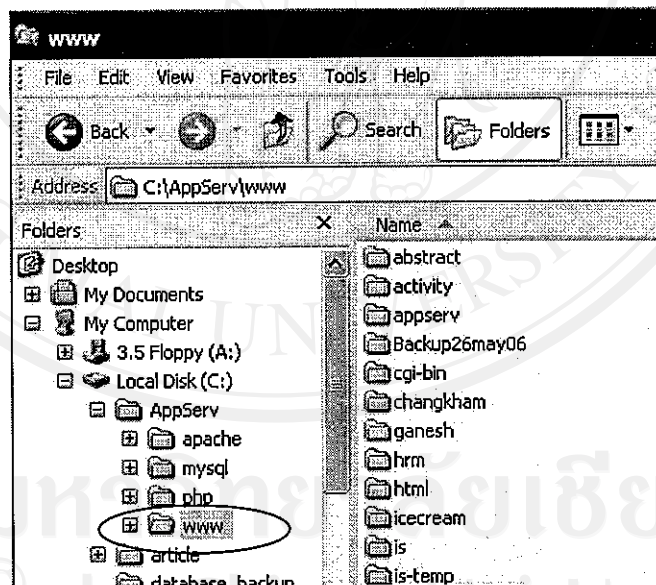 www
File Edit View Favorites Tools Help
Back Search Folders
Address C:\AppServ\www
Folders
Desktop
My Documents
My Computer
3.5 Floppy (A:)
Local Disk (C:)
AppServ
apache
mysql
php
www
article
database_backup
Name
abstract
activity
appserv
Backup26may06
cgi-bin
changkham
ganesh
hrm
html
icecream
is
is-temp